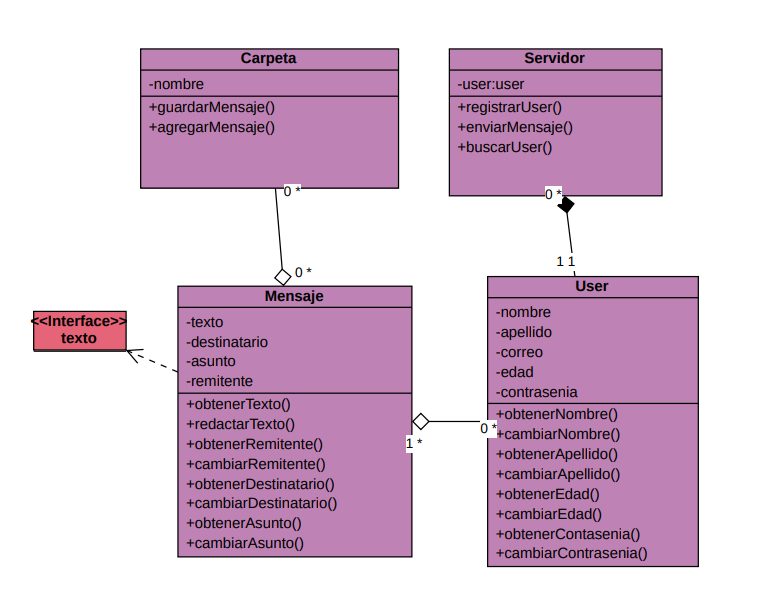 Carpeta
-nombre
+guardarMensaje()
+agregarMensaje()
0 *
Servidor
-user:user
+registrarUser()
+enviarMensaje()
+buscarUser()
0 *
1 1
0 *
<<Interface>>
texto
Mensaje
-texto
-destinatario
-asunto
-remitente
+obtenerTexto()
+redactarTexto()
+obtenerRemitente()
+cambiarRemitente()
+obtenerDestinatario()
+cambiarDestinatario()
+obtenerAsunto()
+cambiarAsunto()
1 *
0 *
User
-nombre
-apellido
-correo
-edad
-contrasenia
+obtenerNombre()
+cambiarNombre()
+obtenerApellido()
+cambiarApellido()
+obtenerEdad()
+cambiarEdad()
+obtenerContasenia()
+cambiarContrasenia()